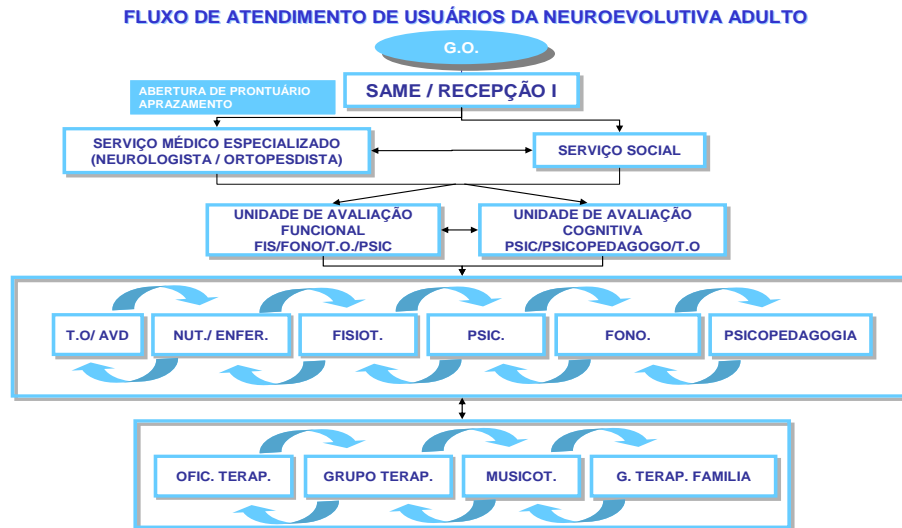 FLUXO DE ATENDIMENTO DE USUÁRIOS DA NEUROEVOLUTIVA ADULTO
G.O.
ABERTURA DE PRONTUÁRIO
APRAZAMENTO
SAME / RECEPÇÃO I
SERVIÇO MÉDICO ESPECIALIZADO
(NEUROLOGISTA / ORTOPESDISTA)
SERVIÇO SOCIAL
UNIDADE DE AVALIAÇÃO
FUNCIONAL
FIS/FONO/T.O./PSIC
UNIDADE DE AVALIAÇÃO
COGNITIVA
PSIC/PSICOPEDAGOGO/T.O
T.O/ AVD
NUT./ ENFER.
FISIOT.
PSIC.
FONO.
PSICOPEDAGOGIA
OFIC. TERAP.
GRUPO TERAP.
MUSICOT.
G. TERAP. FAMILIA